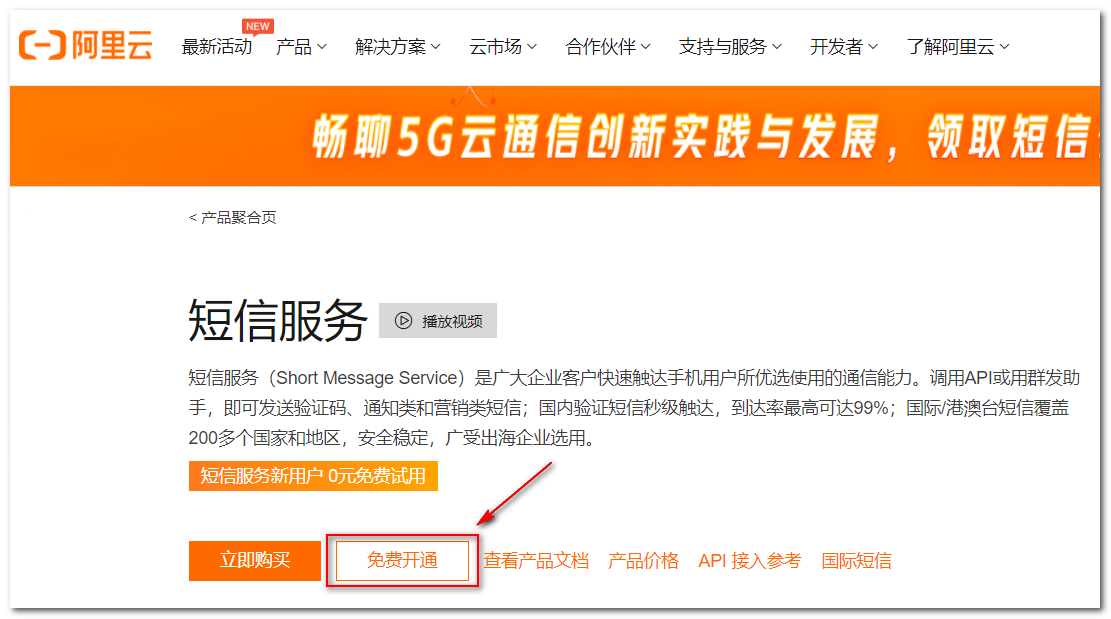 NEW
阿里云 最新活动 产品 解决方案 云市场 合作伙伴 支持与服务 开发者 了解阿里云
畅聊5G云通信创新实践与发展，领取短信
< 产品聚合页
短信服务 播放视频
短信服务（Short Message Service）是广大企业客户快速触达手机用户所优选使用的通信能力。调用API或用群发助
手，即可发送验证码、通知类和营销类短信；国内验证短信秒级触达，到达率最高可达99%；国际/港澳台短信覆盖
200多个国家和地区，安全稳定，广受出海企业选用。
短信服务新用户 0元免费试用
立即购买 免费开通 查看产品文档 产品价格 API 接入参考 国际短信